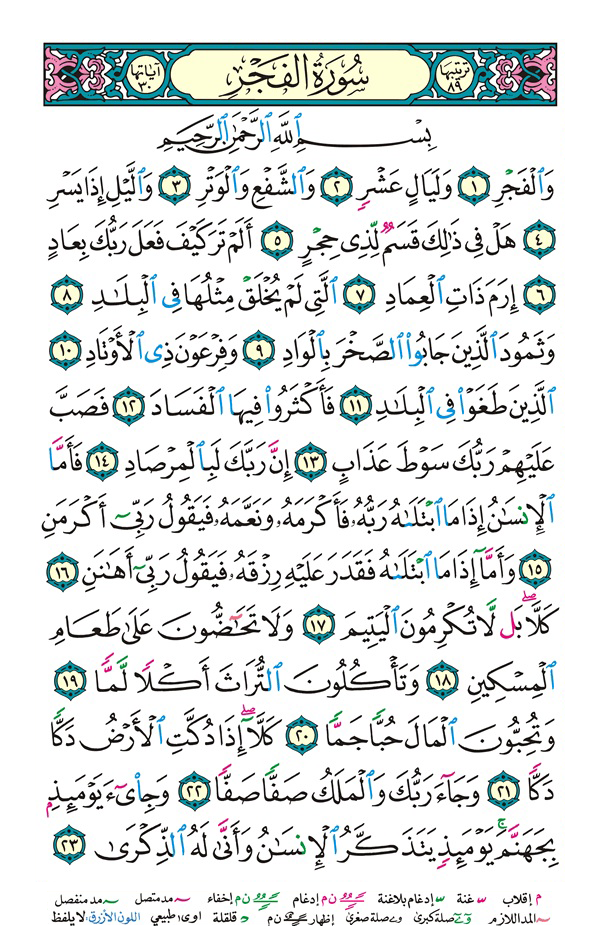 ترتيبها ٨٩ سُورَةُ الفَجْرِ آياتها ٣٠
بِسْمِ ٱللَّهِ ٱلرَّحْمَٰنِ ٱلرَّحِيمِ
وَٱلْفَجْرِ ١ وَلَيَالٍ عَشْرٍ ٢ وَٱلشَّفْعِ وَٱلْوَتْرِ ٣ وَٱلَّيْلِ إِذَا يَسْرِ
٤ هَلْ فِى ذَٰلِكَ قَسَمٌ لِّذِى حِجْرٍ ٥ أَلَمْ تَرَ كَيْفَ فَعَلَ رَبُّكَ بِعَادٍ
٦ إِرَمَ ذَاتِ ٱلْعِمَادِ ٧ ٱلَّتِى لَمْ يُخْلَقْ مِثْلُهَا فِى ٱلْبِلَٰدِ ٨
وَثَمُودَ ٱلَّذِينَ جَابُوا۟ ٱلصَّخْرَ بِٱلْوَادِ ٩ وَفِرْعَوْنَ ذِى ٱلْأَوْتَادِ ١٠
ٱلَّذِينَ طَغَوْا۟ فِى ٱلْبِلَٰدِ ١١ فَأَكْثَرُوا۟ فِيهَا ٱلْفَسَادَ ١٢ فَصَبَّ
عَلَيْهِمْ رَبُّكَ سَوْطَ عَذَابٍ ١٣ إِنَّ رَبَّكَ لَبِٱلْمِرْصَادِ ١٤ فَأَمَّا
ٱلْإِنسَٰنُ إِذَا مَا ٱبْتَلَىٰهُ رَبُّهُۥ فَأَكْرَمَهُۥ وَنَعَّمَهُۥ فَيَقُولُ رَبِّىٓ أَكْرَمَنِ
١٥ وَأَمَّآ إِذَا مَا ٱبْتَلَىٰهُ فَقَدَرَ عَلَيْهِ رِزْقَهُۥ فَيَقُولُ رَبِّىٓ أَهَٰنَنِ ١٦
كَلَّا ۖ بَل لَّا تُكْرِمُونَ ٱلْيَتِيمَ ١٧ وَلَا تَحَٰٓضُّونَ عَلَىٰ طَعَامِ
ٱلْمِسْكِينِ ١٨ وَتَأْكُلُونَ ٱلتُّرَاثَ أَكْلًا لَّمًّا ١٩
وَتُحِبُّونَ ٱلْمَالَ حُبًّا جَمًّا ٢٠ كَلَّآ ۖ إِذَا دُكَّتِ ٱلْأَرْضُ دَكًّا
دَكًّا ٢١ وَجَآءَ رَبُّكَ وَٱلْمَلَكُ صَفًّا صَفًّا ٢٢ وَجِا۟ىٓءَ يَوْمَئِذٍۭ
بِجَهَنَّمَ ۚ يَوْمَئِذٍ يَتَذَكَّرُ ٱلْإِنسَٰنُ وَأَنَّىٰ لَهُ ٱلذِّكْرَىٰ ٢٣
م إقلاب غنة إدغام بلاغنة ن م إدغام ن م إخفاء مد متصل مد منفصل
المد اللازم صلة كبرى صلة صغرى إظهار ن م قلقلة اوى: طبيعي اللون الأزرق: لا يلفظ